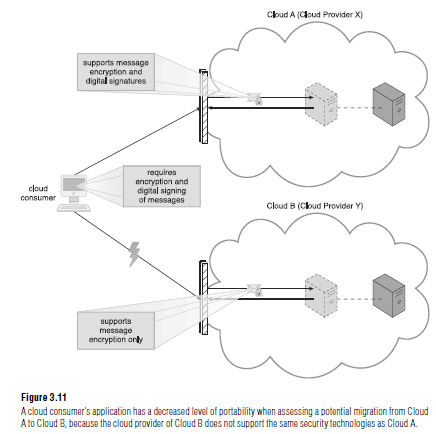 Cloud A (Cloud Provider X)
supports message
encryption and
digital signatures
requires
encryption and
digital signing
of messages
cloud
consumer
Cloud B (Cloud Provider Y)
supports
message
encryption only
Figure 3.11
A cloud consumer's application has a decreased level of portability when assessing a potential migration from Cloud
A to Cloud B, because the cloud provider of Cloud B does not support the same security technologies as Cloud A.